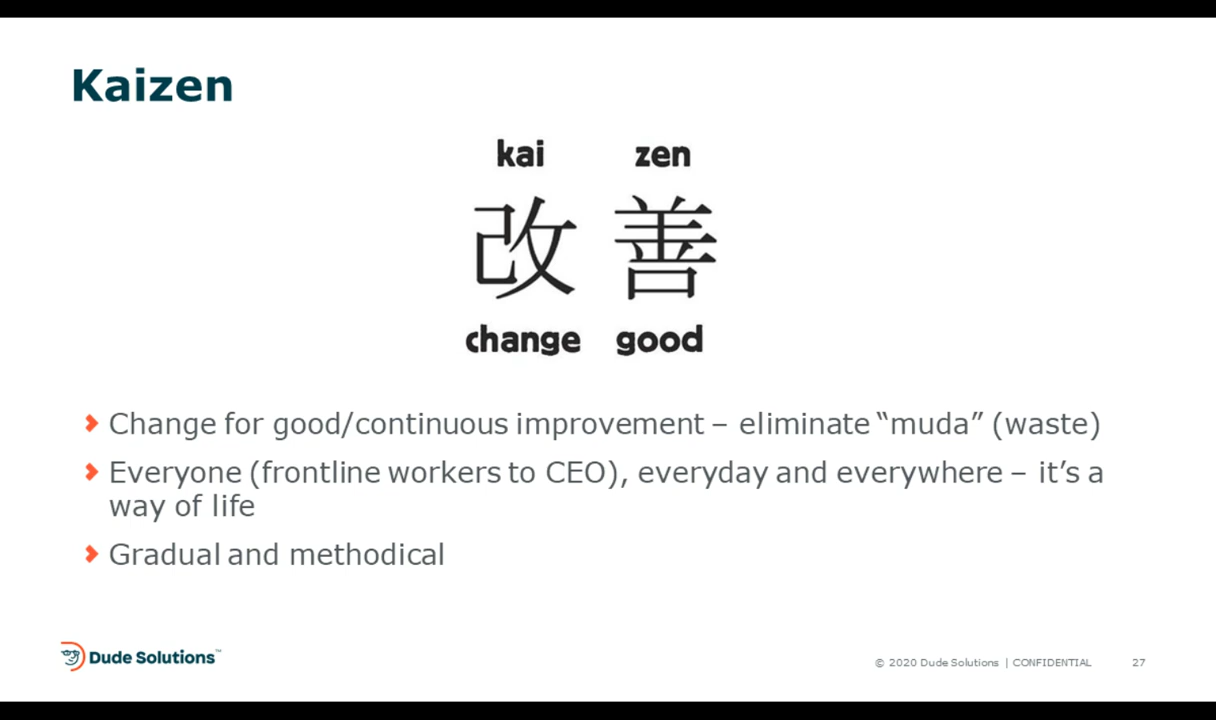 Kaizen
kai zen
改善
change good
Change for good/continuous improvement – eliminate “muda” (waste)
Everyone (frontline workers to CEO), everyday and everywhere – it’s a
way of life
Gradual and methodical
Dude Solutions™
© 2020 Dude Solutions | CONFIDENTIAL 27